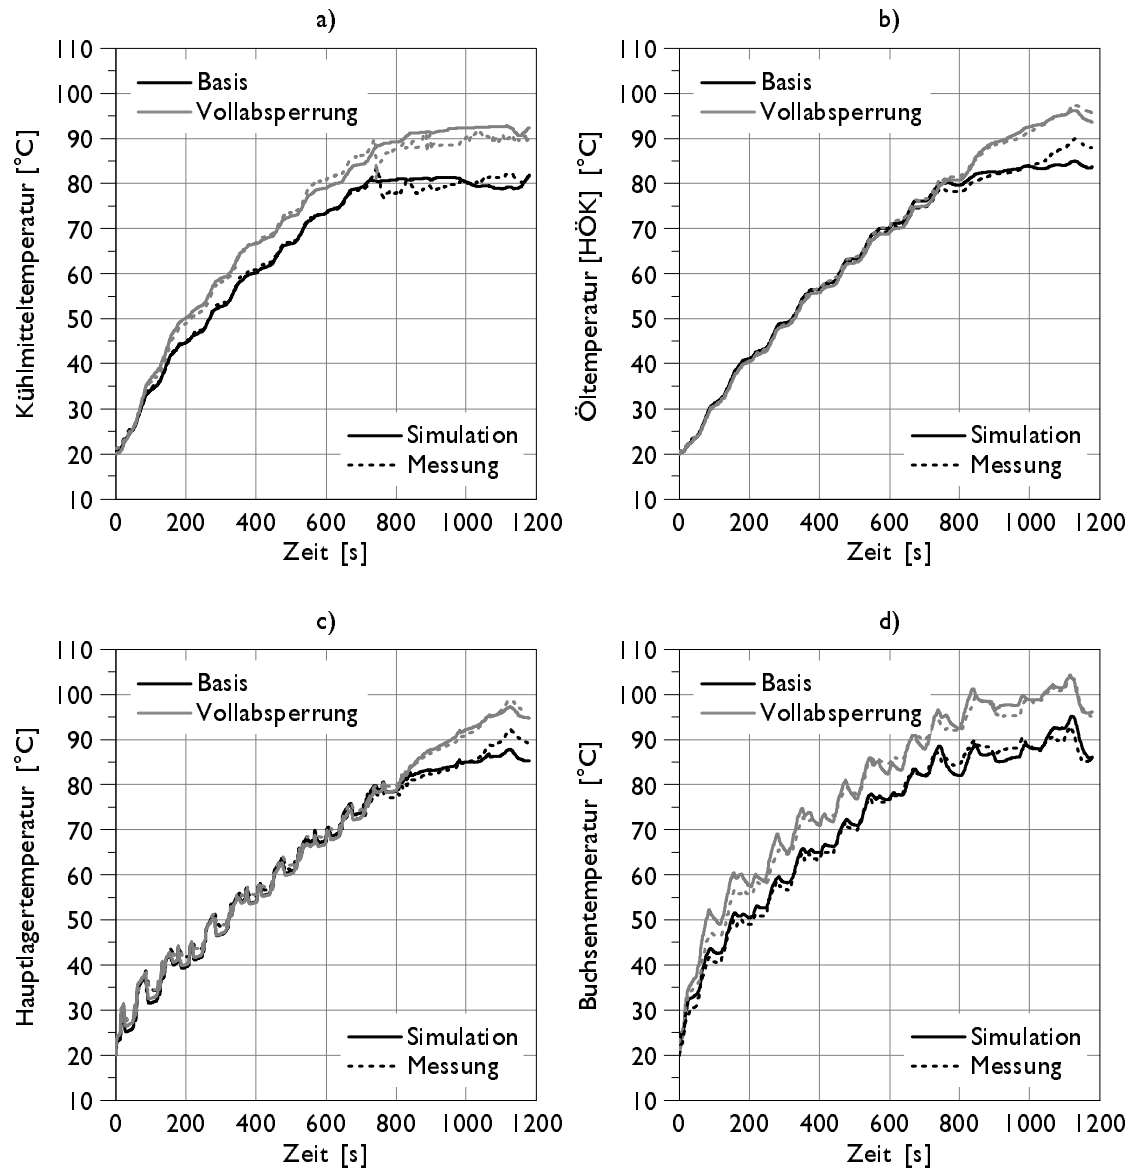 a)
110
100
90
80
70
60
50
40
30
20
10
Kühlmitteltemperatur [°C]
Basis
Vollabsperrung
Simulation
Messung
0 200 400 600 800 1000 1200
Zeit [s]
b)
110
100
90
80
70
60
50
40
30
20
10
Öltemperatur [HÖK] [°C]
Basis
Vollabsperrung
Simulation
Messung
0 200 400 600 800 1000 1200
Zeit [s]
c)
110
100
90
80
70
60
50
40
30
20
10
Hauptlagertemperatur [°C]
Basis
Vollabsperrung
Simulation
Messung
0 200 400 600 800 1000 1200
Zeit [s]
d)
110
100
90
80
70
60
50
40
30
20
10
Buchsentemperatur [°C]
Basis
Vollabsperrung
Simulation
Messung
0 200 400 600 800 1000 1200
Zeit [s]